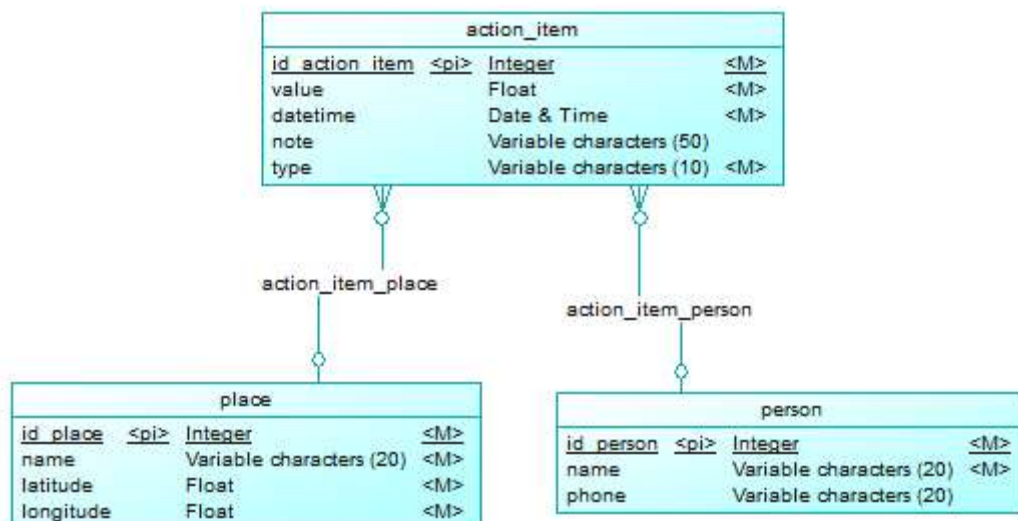 action_item
id_action_item <pi> Integer <M>
value Float <M>
datetime Date & Time <M>
note Variable characters (50)
type Variable characters (10) <M>
action_item_place
action_item_person
place
id_place <pi> Integer <M>
name Variable characters (20) <M>
latitude Float <M>
longitude Float <M>
person
id_person <pi> Integer <M>
name Variable characters (20) <M>
phone Variable characters (20)